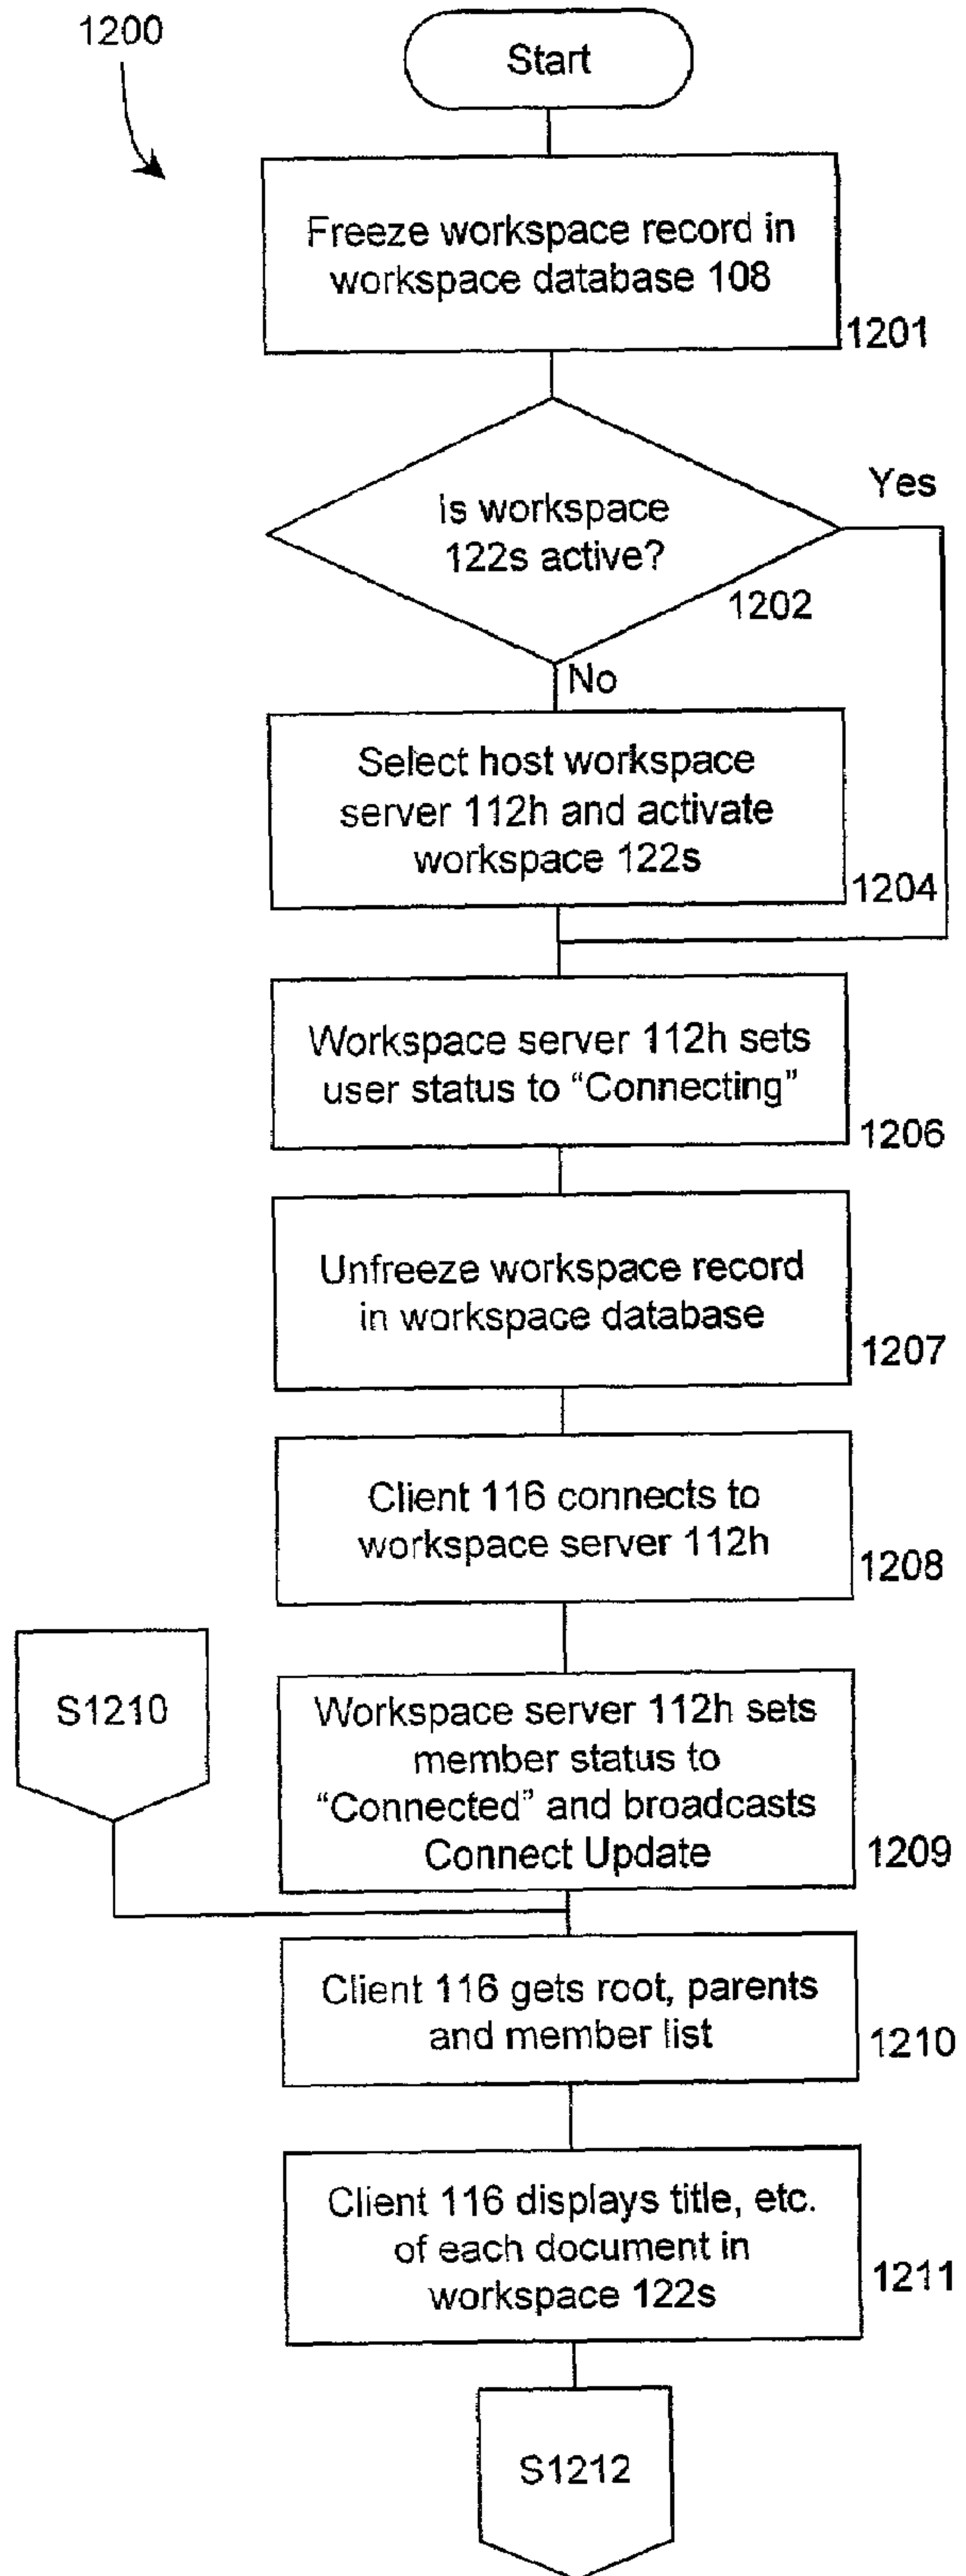 1200
Start
Freeze workspace record in
workspace database 108
1201
Is workspace
122s active?
Yes
1202
No
Select host workspace
server 112h and activate
workspace 122s
1204
Workspace server 112h sets
user status to “Connecting”
1206
Unfreeze workspace record
in workspace database
1207
Client 116 connects to
workspace server 112h
1208
S1210
Workspace server 112h sets
member status to
“Connected” and broadcasts
Connect Update
1209
Client 116 gets root, parents
and member list
1210
Client 116 displays title, etc.
of each document in
workspace 122s
1211
S1212